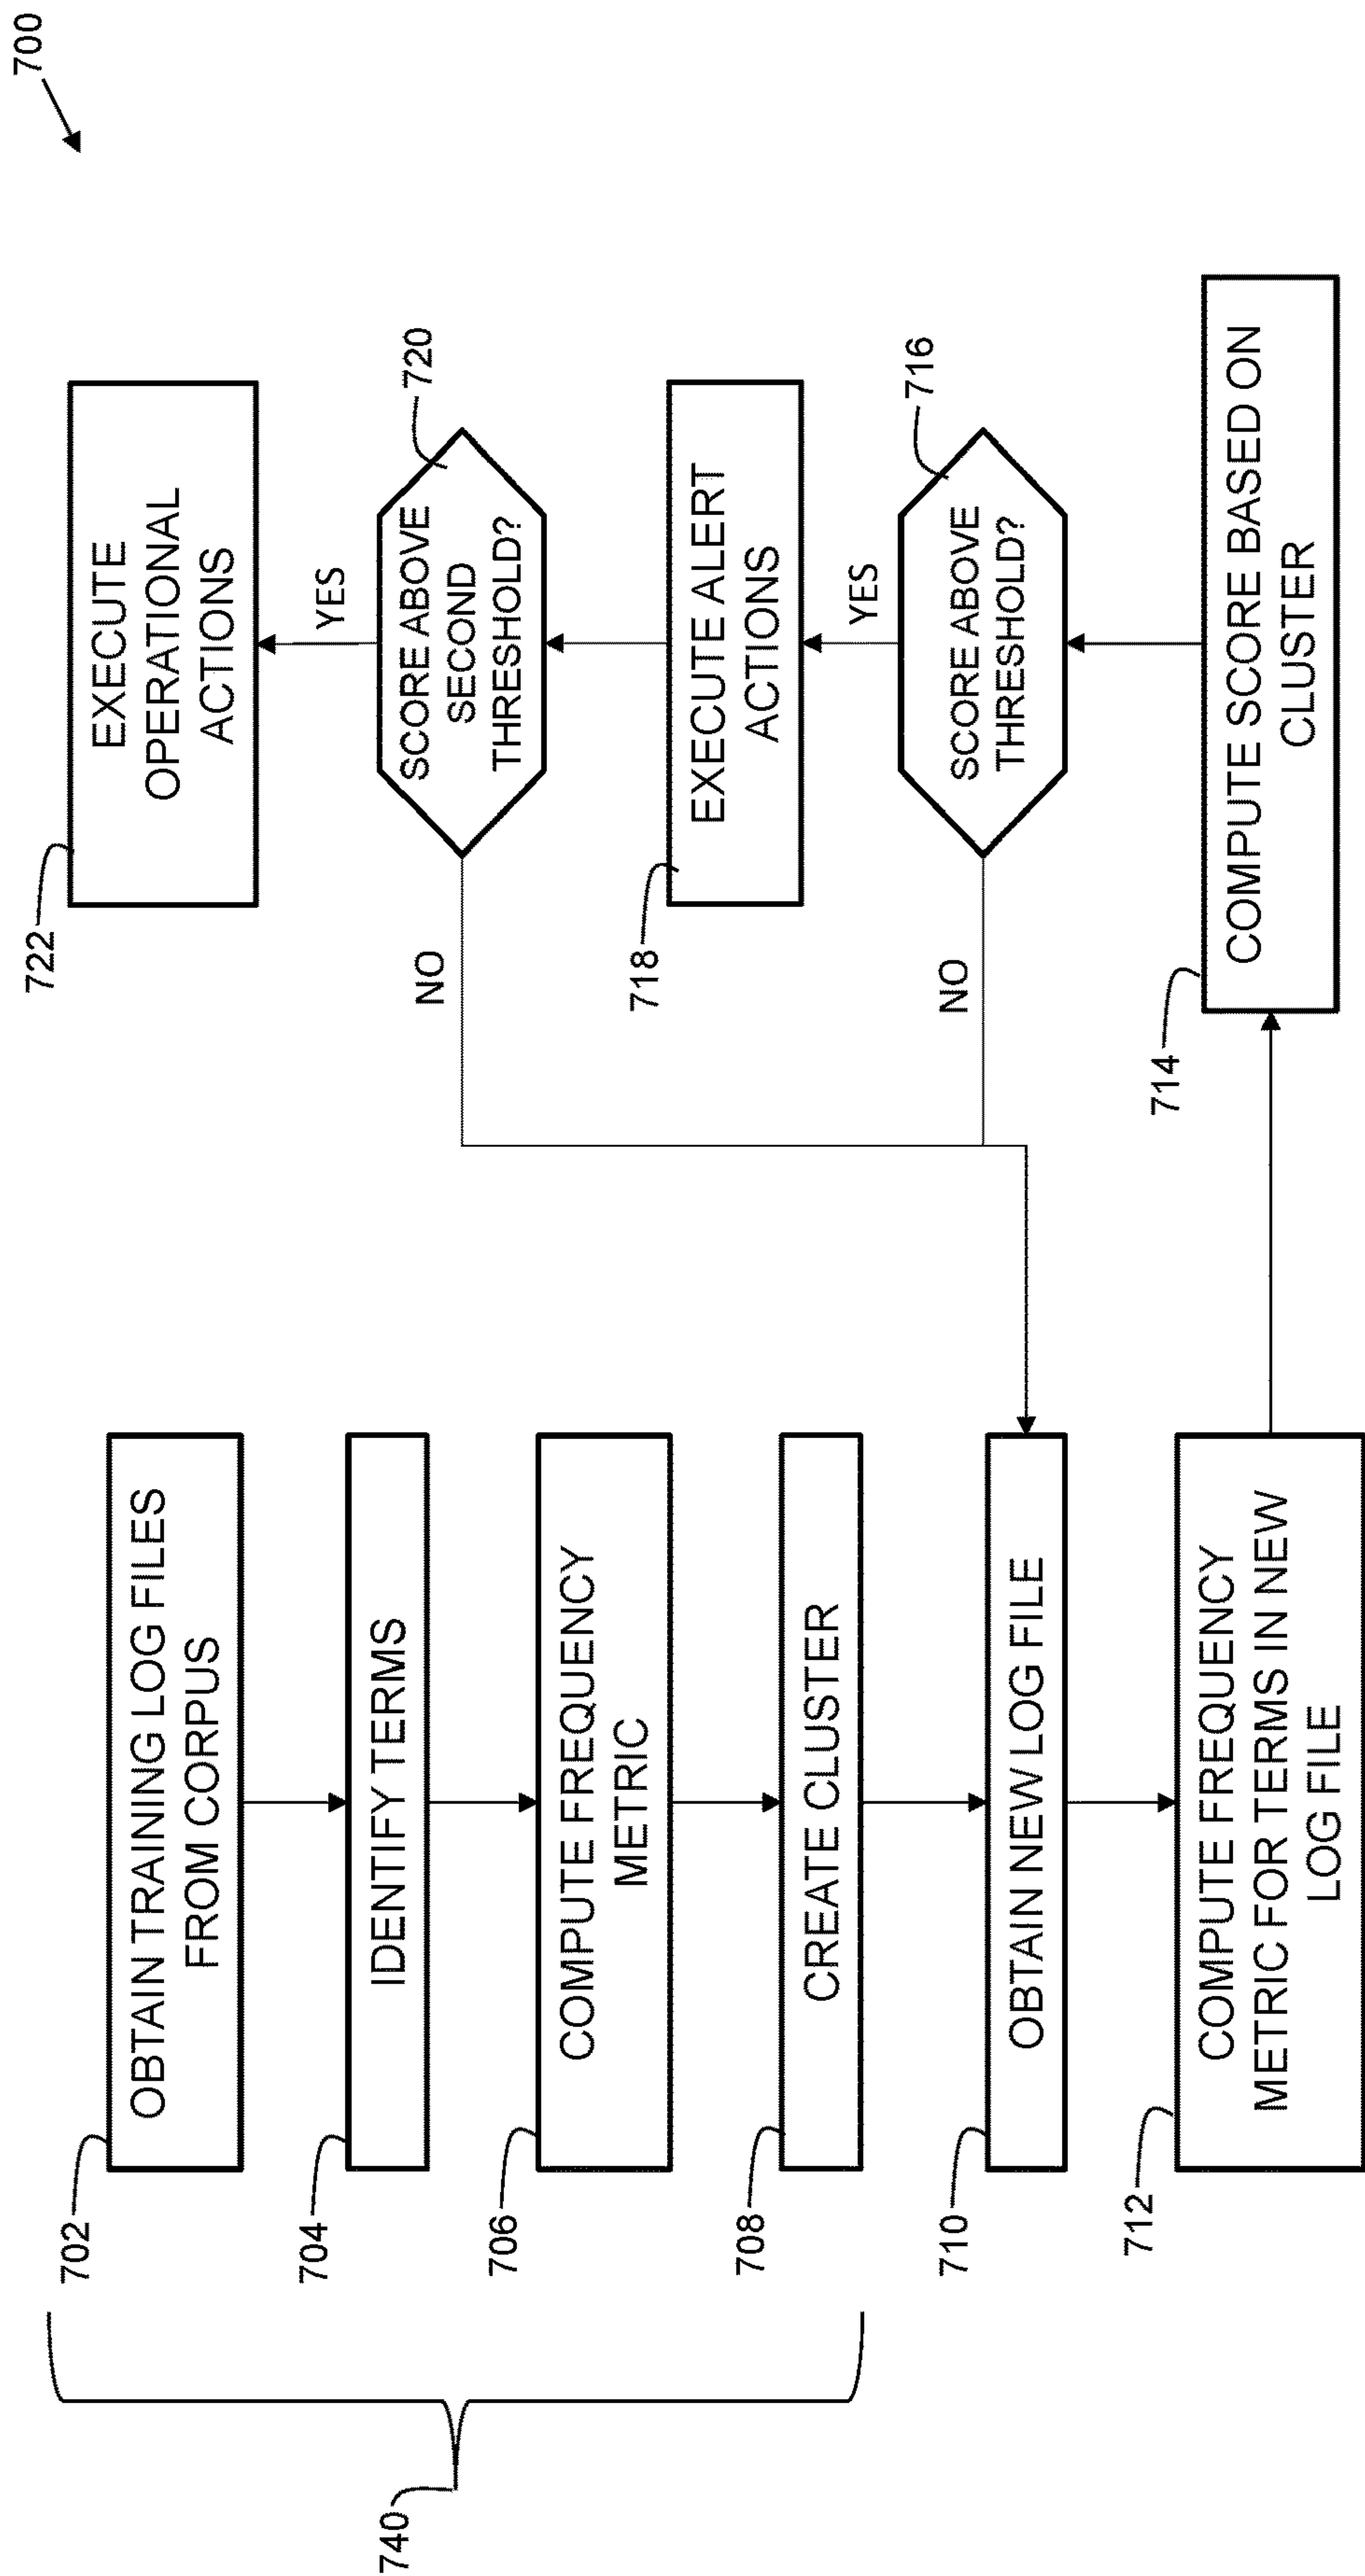 700
740
702
OBTAIN TRAINING LOG FILES
FROM CORPUS
704
IDENTIFY TERMS
706
COMPUTE FREQUENCY
METRIC
708
CREATE CLUSTER
710
OBTAIN NEW LOG FILE
712
COMPUTE FREQUENCY
METRIC FOR TERMS IN NEW
LOG FILE
714
COMPUTE SCORE BASED ON
CLUSTER
716
SCORE ABOVE
THRESHOLD?
NO
YES
718
EXECUTE ALERT
ACTIONS
720
SCORE ABOVE
SECOND
THRESHOLD?
NO
YES
722
EXECUTE
OPERATIONAL
ACTIONS